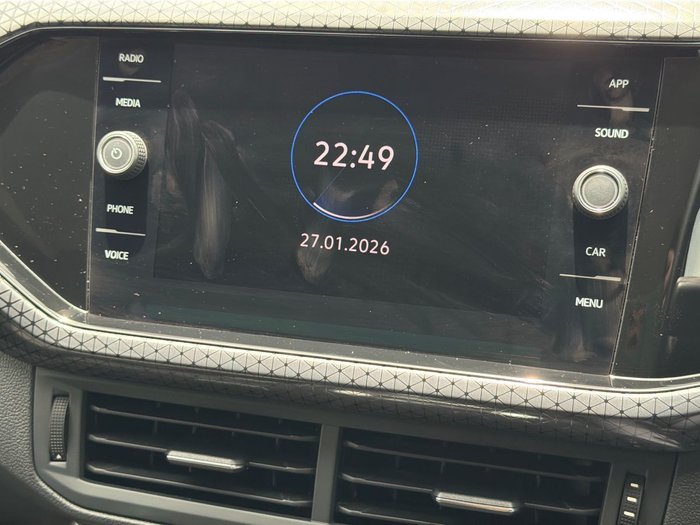 RADIO
MEDIA
PHONE
VOICE
22:49
27.01.2026
APP
SOUND
CAR
MENU